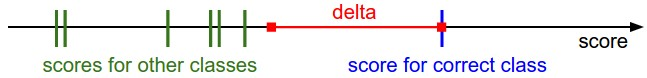 delta
score
scores for other classes
score for correct class